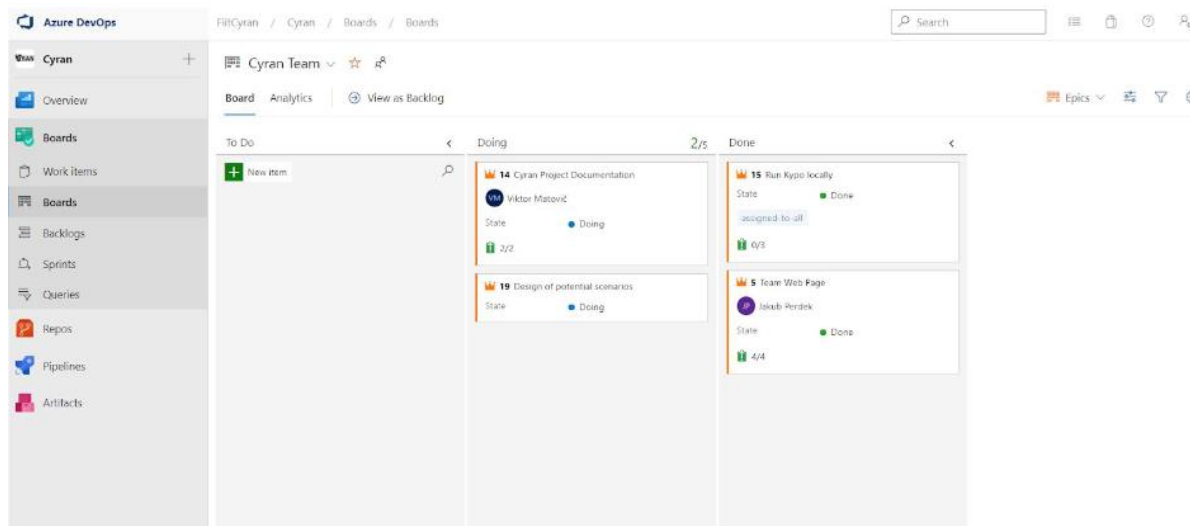 Azure DevOps
FiitCyran / Cyran / Boards / Boards
Search
Cyran
Cyran Team
Overview
Board Analytics View as Backlog
Epics
Boards
Work items
Boards
Backlogs
Sprints
Queries
Repos
Pipelines
Artifacts
To Do
New item
Doing 2/5
14 Cyran Project Documentation
VM Viktor Matovič
State Doing
2/2
19 Design of potential scenarios
State Doing
Done
15 Run Kypo locally
State Done
assigned-to-all
0/3
5 Team Web Page
JP Jakub Perdek
State Done
4/4